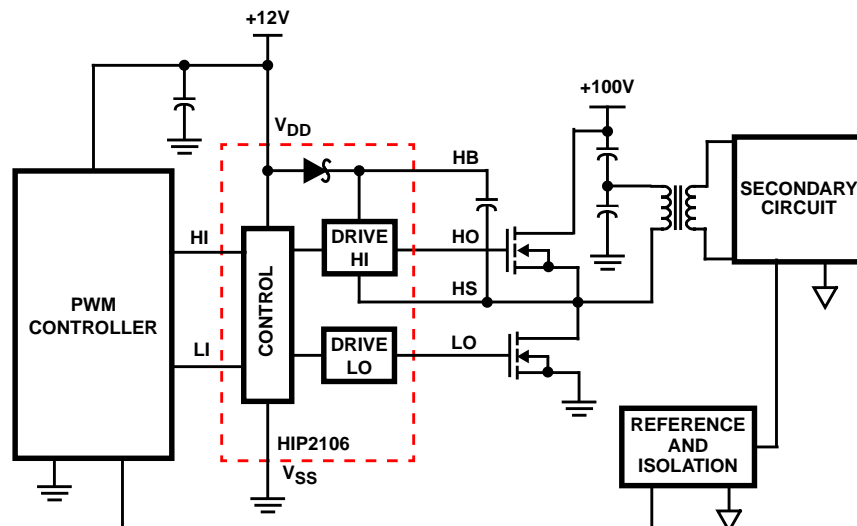 +12V
+100V
VDD
HB
SECONDARY
CIRCUIT
DRIVE
HI
HI
HO
HS
PWM
CONTROLLER
CONTROL
LI
DRIVE
LO
LO
HIP2106
VSS
REFERENCE
AND
ISOLATION